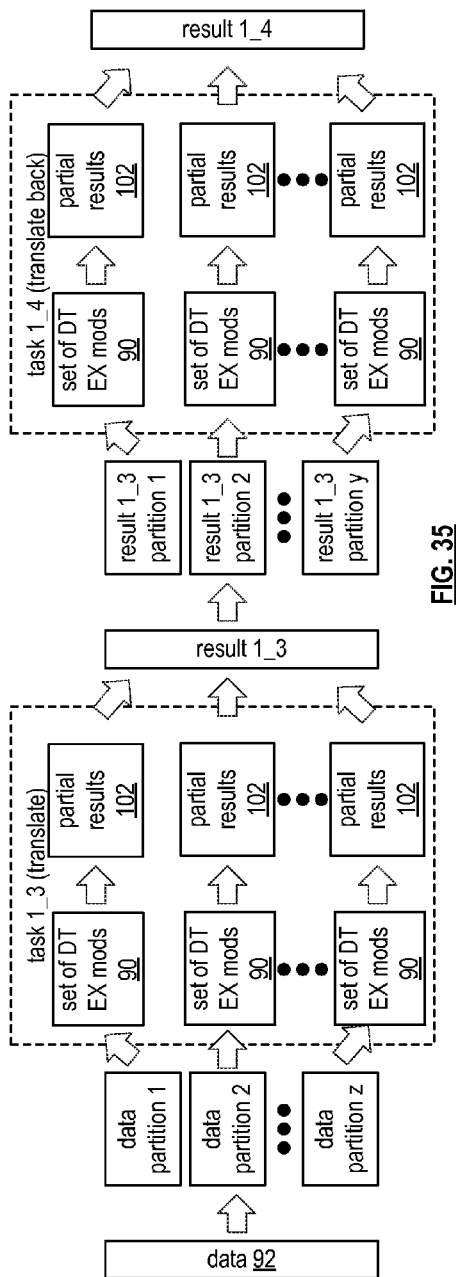 data 92
data
partition 1
data
partition 2
data
partition z
task 1_3 (translate)
set of DT
EX mods
90
partial
results
102
set of DT
EX mods
90
partial
results
102
set of DT
EX mods
90
partial
results
102
result 1_3
result 1_3
partition 1
result 1_3
partition 2
result 1_3
partition y
task 1_4 (translate back)
set of DT
EX mods
90
partial
results
102
set of DT
EX mods
90
partial
results
102
set of DT
EX mods
90
partial
results
102
result 1_4
FIG. 35